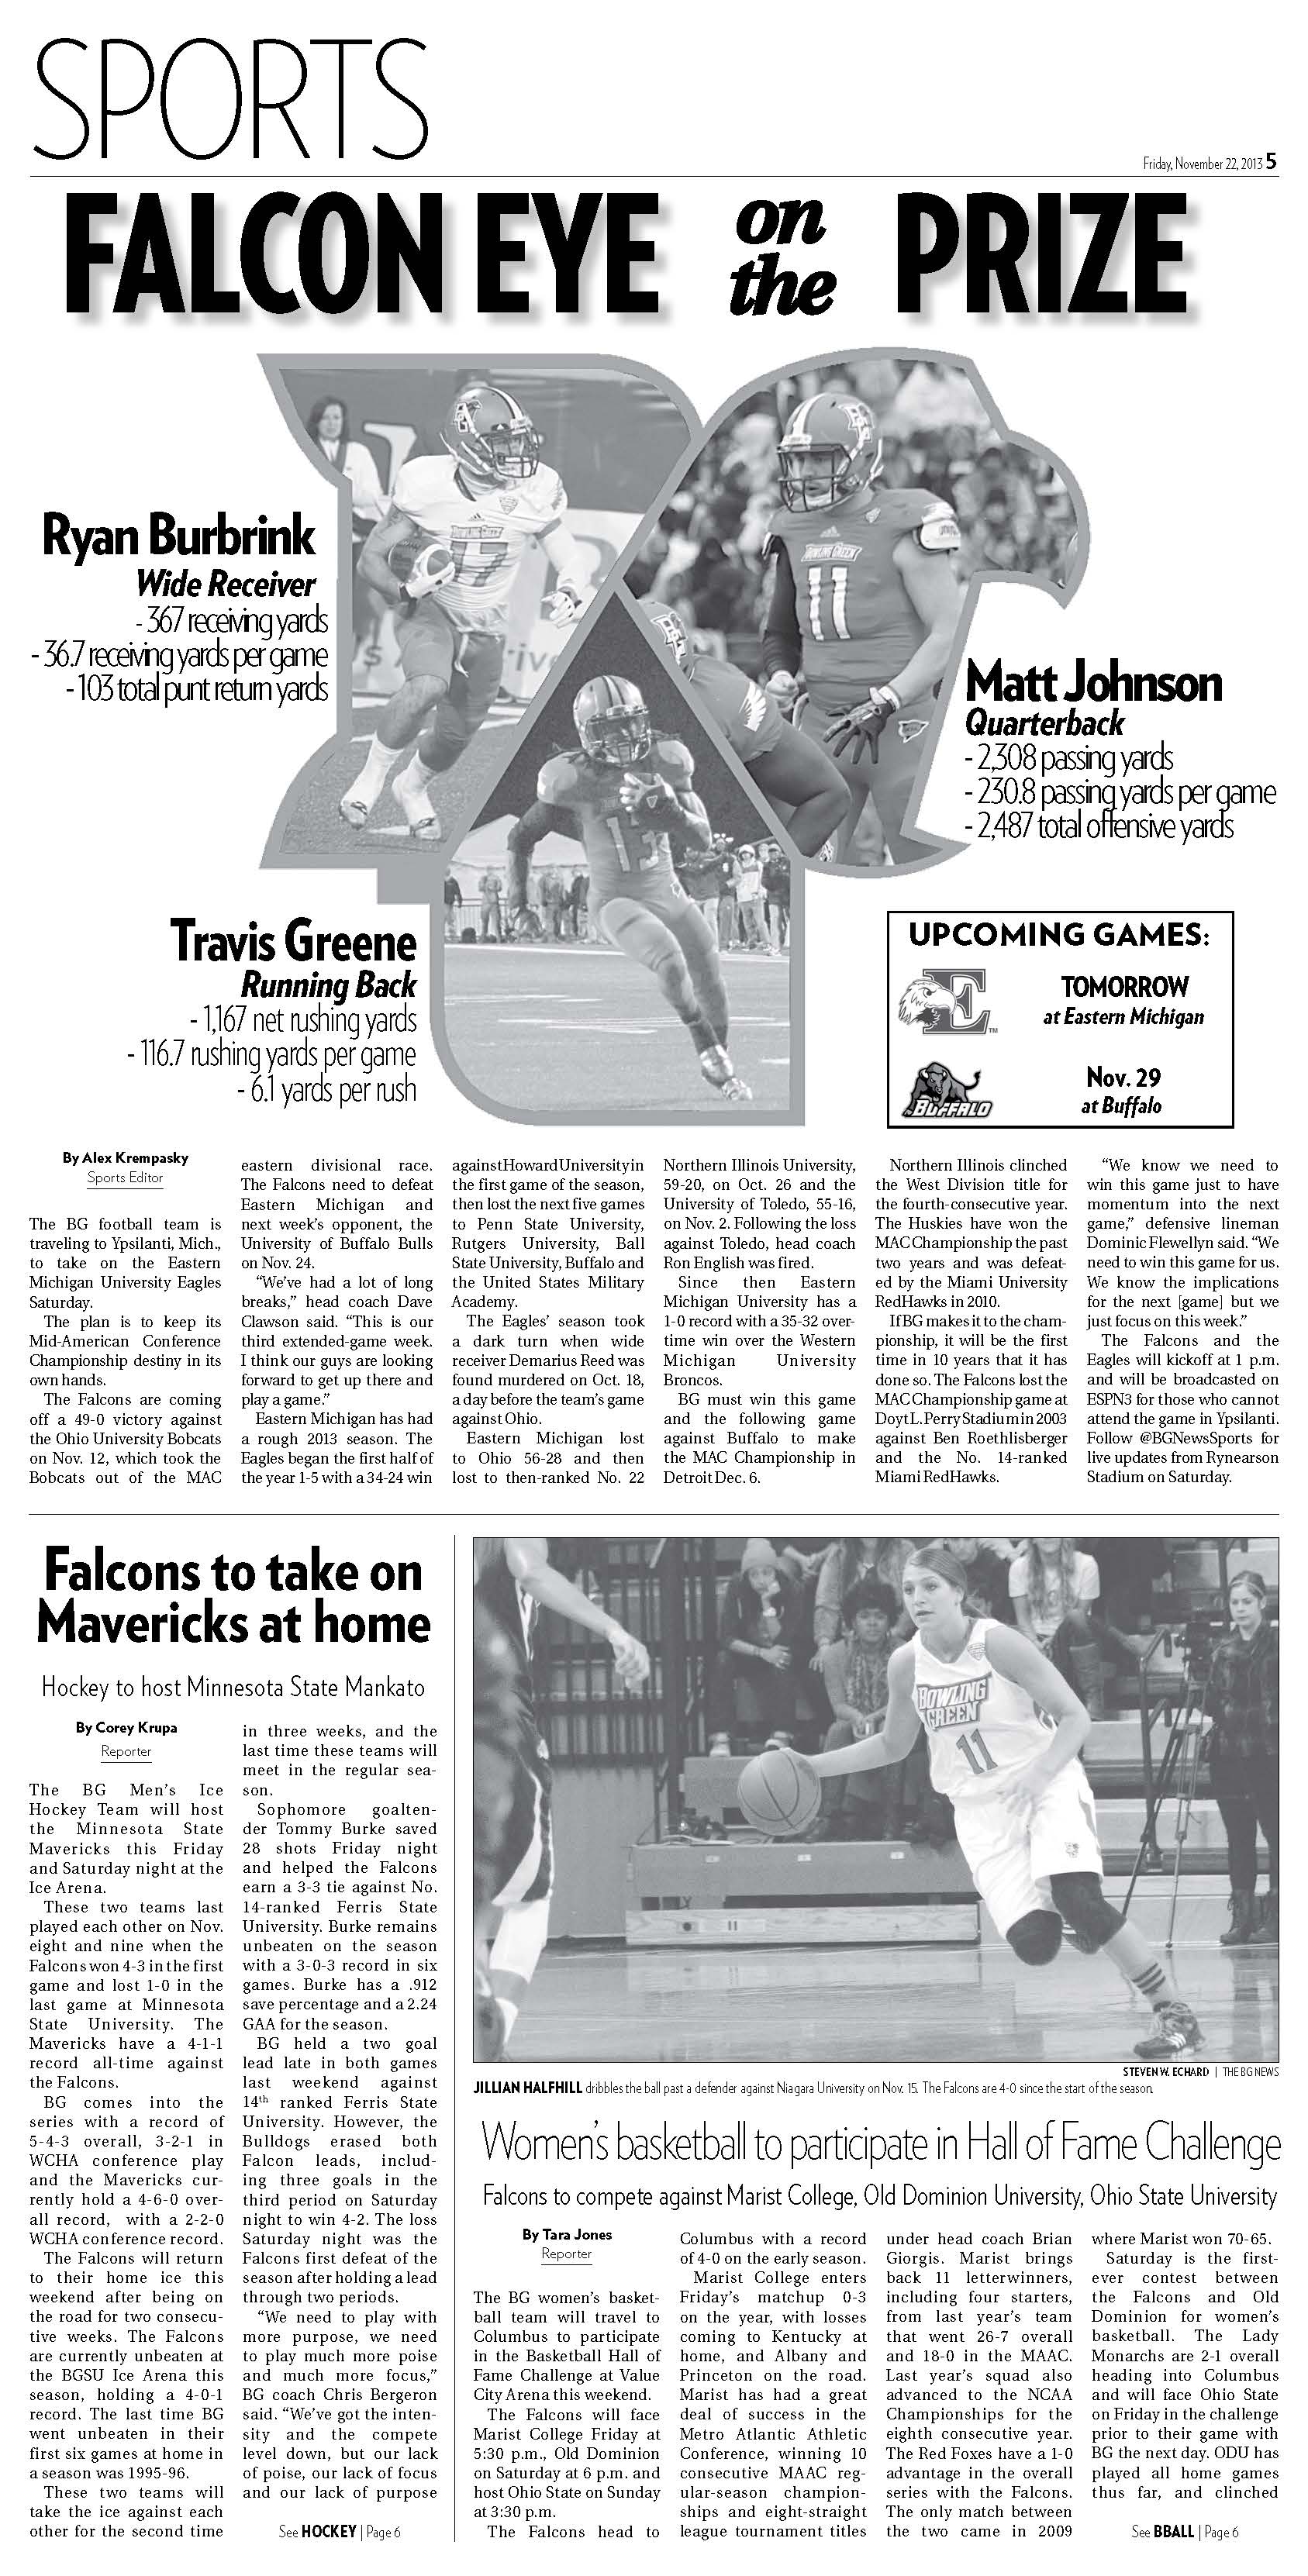 SPORTS
Friday, November 22, 2013 5
FALCON EYE on the PRIZE
Ryan Burbrink
Wide Receiver
- 367 receiving yards
- 36.7 receiving yards per game
- 103 total punt return yards
BOWLING GREEN
17
BOWLING GREEN
11
13
Matt Johnson
Quarterback
- 2,308 passing yards
- 230.8 passing yards per game
- 2,487 total offensive yards
Travis Greene
Running Back
- 1,167 net rushing yards
- 116.7 rushing yards per game
- 6.1 yards per rush
UPCOMING GAMES:
E
TOMORROW
at Eastern Michigan
BUFFALO
Nov. 29
at Buffalo
By Alex Krempasky
Sports Editor
The BG football team is
traveling to Ypsilanti, Mich.,
to take on the Eastern
Michigan University Eagles
Saturday.
The plan is to keep its
Mid-American Conference
Championship destiny in its
own hands.
The Falcons are coming
off a 49-0 victory against
the Ohio University Bobcats
on Nov. 12, which took the
Bobcats out of the MAC
eastern divisional race.
The Falcons need to defeat
Eastern Michigan and
next week's opponent, the
University of Buffalo Bulls
on Nov. 24.
"We've had a lot of long
breaks," head coach Dave
Clawson said. "This is our
third extended-game week.
I think our guys are looking
forward to get up there and
play a game."
Eastern Michigan has had
a rough 2013 season. The
Eagles began the first half of
the year 1-5 with a 34-24 win
against Howard University in
the first game of the season,
then lost the next five games
to Penn State University,
Rutgers University, Ball
State University, Buffalo and
the United States Military
Academy.
The Eagles' season took
a dark turn when wide
receiver Demarius Reed was
found murdered on Oct. 18,
a day before the team's game
against Ohio.
Eastern Michigan lost
to Ohio 56-28 and then
lost to then-ranked No. 22
Northern Illinois University,
59-20, on Oct. 26 and the
University of Toledo, 55-16,
on Nov. 2. Following the loss
against Toledo, head coach
Ron English was fired.
Since then Eastern
Michigan University has a
1-0 record with a 35-32 over-
time win over the Western
Michigan University
Broncos.
BG must win this game
and the following game
against Buffalo to make
the MAC Championship in
Detroit Dec. 6.
Northern Illinois clinched
the West Division title for
the fourth-consecutive year.
The Huskies have won the
MAC Championship the past
two years and was defeat-
ed by the Miami University
RedHawks in 2010.
If BG makes it to the cham-
pionship, it will be the first
time in 10 years that it has
done so. The Falcons lost the
MAC Championship game at
Doyt L. Perry Stadium in 2003
against Ben Roethlisberger
and the No. 14-ranked
Miami RedHawks.
"We know we need to
win this game just to have
momentum into the next
game," defensive lineman
Dominic Flewellyn said. "We
need to win this game for us.
We know the implications
for the next [game] but we
just focus on this week."
The Falcons and the
Eagles will kickoff at 1 p.m.
and will be broadcasted on
ESPN3 for those who cannot
attend the game in Ypsilanti.
Follow @BGNewsSports for
live updates from Rynearson
Stadium on Saturday.
Falcons to take on
Mavericks at home
Hockey to host Minnesota State Mankato
By Corey Krupa
Reporter
The BG Men's Ice
Hockey Team will host
the Minnesota State
Mavericks this Friday
and Saturday night at the
Ice Arena.
These two teams last
played each other on Nov.
eight and nine when the
Falcons won 4-3 in the first
game and lost 1-0 in the
last game at Minnesota
State University. The
Mavericks have a 4-1-1
record all-time against
the Falcons.
BG comes into the
series with a record of
5-4-3 overall, 3-2-1 in
WCHA conference play
and the Mavericks cur-
rently hold a 4-6-0 over-
all record, with a 2-2-0
WCHA conference record.
The Falcons will return
to their home ice this
weekend after being on
the road for two consecu-
tive weeks. The Falcons
are currently unbeaten at
the BGSU Ice Arena this
season, holding a 4-0-1
record. The last time BG
went unbeaten in their
first six games at home in
a season was 1995-96.
These two teams will
take the ice against each
other for the second time
in three weeks, and the
last time these teams will
meet in the regular sea-
son.
Sophomore goalten-
der Tommy Burke saved
28 shots Friday night
and helped the Falcons
earn a 3-3 tie against No.
14-ranked Ferris State
University. Burke remains
unbeaten on the season
with a 3-0-3 record in six
games. Burke has a .912
save percentage and a 2.24
GAA for the season.
BG held a two goal
lead late in both games
last weekend against
14th ranked Ferris State
University. However, the
Bulldogs erased both
Falcon leads, includ-
ing three goals in the
third period on Saturday
night to win 4-2. The loss
Saturday night was the
Falcons first defeat of the
season after holding a lead
through two periods.
"We need to play with
more purpose, we need
to play much more poise
and much more focus,"
BG coach Chris Bergeron
said. "We've got the inten-
sity and the compete
level down, but our lack
of poise, our lack of focus
and our lack of purpose
See HOCKEY | Page 6
BOWLING GREEN
11
STEVEN W. ECHARD | THE BG NEWS
JILLIAN HALFHILL dribbles the ball past a defender against Niagara University on Nov. 15. The Falcons are 4-0 since the start of the season.
Women's basketball to participate in Hall of Fame Challenge
Falcons to compete against Marist College, Old Dominion University, Ohio State University
By Tara Jones
Reporter
The BG women's basket-
ball team will travel to
Columbus to participate
in the Basketball Hall of
Fame Challenge at Value
City Arena this weekend.
The Falcons will face
Marist College Friday at
5:30 p.m., Old Dominion
on Saturday at 6 p.m. and
host Ohio State on Sunday
at 3:30 p.m.
The Falcons head to
Columbus with a record
of 4-0 on the early season.
Marist College enters
Friday's matchup 0-3
on the year, with losses
coming to Kentucky at
home, and Albany and
Princeton on the road.
Marist has had a great
deal of success in the
Metro Atlantic Athletic
Conference, winning 10
consecutive MAAC reg-
ular-season champion-
ships and eight-straight
league tournament titles
under head coach Brian
Giorgis. Marist brings
back 11 letterwinners,
including four starters,
from last year's team
that went 26-7 overall
and 18-0 in the MAAC.
Last year's squad also
advanced to the NCAA
Championships for the
eighth consecutive year.
The Red Foxes have a 1-0
advantage in the overall
series with the Falcons.
The only match between
the two came in 2009
where Marist won 70-65.
Saturday is the first-
ever contest between
the Falcons and Old
Dominion for women's
basketball. The Lady
Monarchs are 2-1 overall
heading into Columbus
and will face Ohio State
on Friday in the challenge
prior to their game with
BG the next day. ODU has
played all home games
thus far, and clinched
See BBALL | Page 6